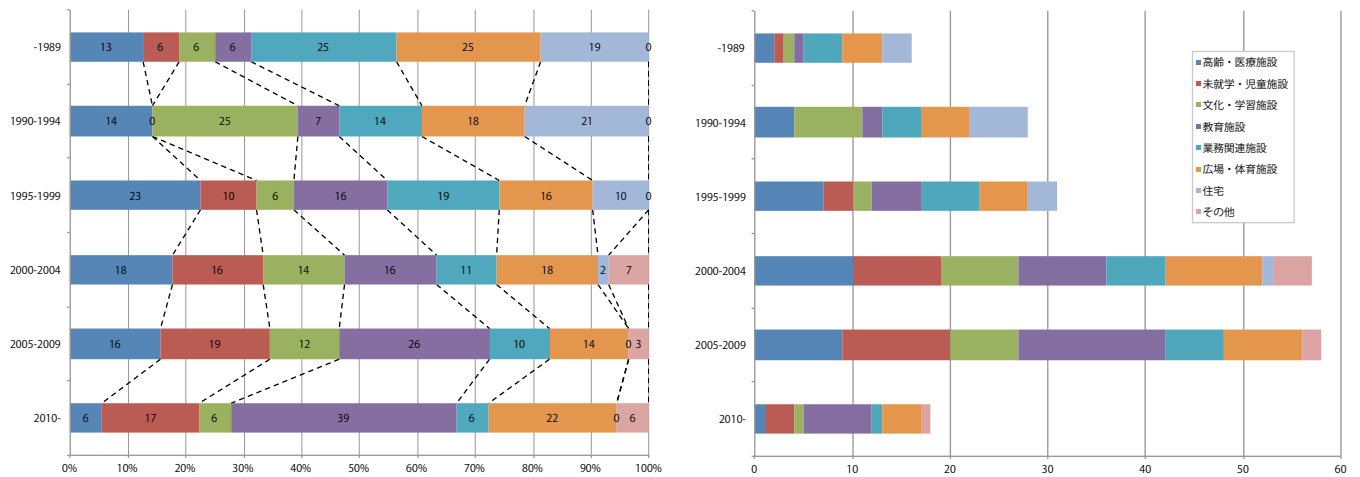 -1989 13 6 6 6 25 25 19 0
1990-1994 14 0 25 7 14 18 21 0
1995-1999 23 10 6 16 19 16 10 0
2000-2004 18 16 14 16 11 18 2 7
2005-2009 16 19 12 26 10 14 0 3
2010- 6 17 6 39 6 22 0 6
0% 10% 20% 30% 40% 50% 60% 70% 80% 90% 100%
-1989
1990-1994
1995-1999
2000-2004
2005-2009
2010-
0 10 20 30 40 50 60
高齢・医療施設
未就学・児童施設
文化・学習施設
教育施設
業務関連施設
広場・体育施設
住宅
その他